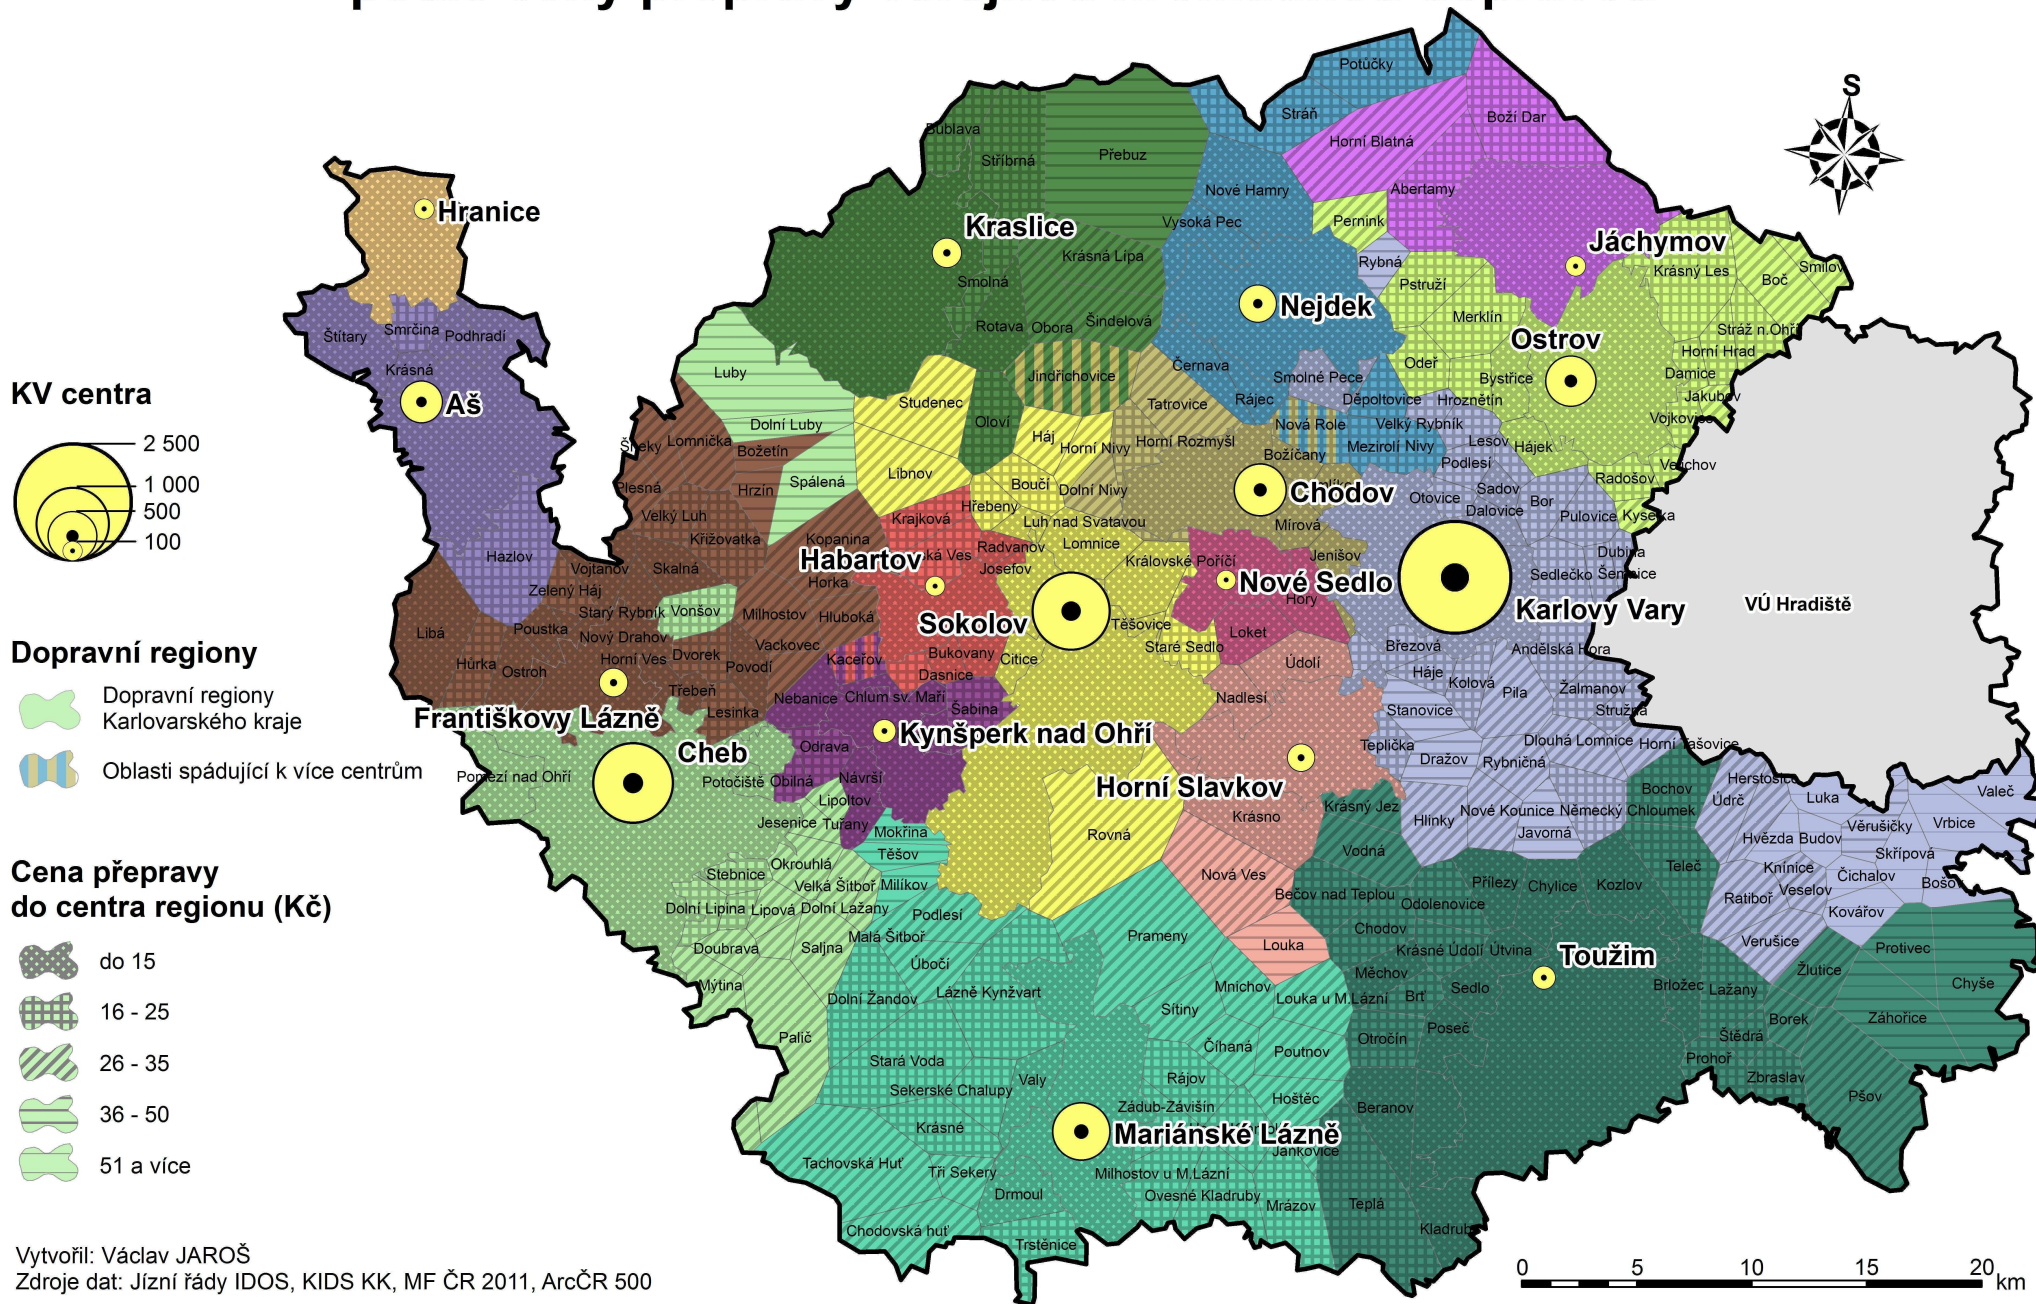 S
Potůčky
Stráň
Boží Dar
Horní Blatná
Bublava
Stříbrná
Přebuz
Nové Hamry
Abertamy
Hranice
Vysoká Pec
Pernink
Kraslice
Jáchymov
Krásná Lípa
Rybná
Krásný Les
Boč
Smilov
Smolná
Pstruží
Nejdek
Merklín
Štítary
Smrčina
Podhradí
Rotava
Obora
Šindelová
Stráž n.Ohří
Ostrov
Horní Hrad
Krásná
Luby
Jindřichovice
Černava
Smolné Pece
Odeř
Bystřice
Damice
Jakubov
KV centra
Aš
Studenec
Tatrovice
Rájec
Děpoltovice
Hroznětín
2 500
Dolní Luby
Oloví
Nová Role
Velký Rybník
Vojkovice
Lomnička
Božetín
Háj
Horní Nivy
Horní Rozmyšl
Božíčany
Mezirolí
Nivy
Lesov
Hájek
1 000
Plesná
Hrzín
Spálená
Libnov
Boučí
Dolní Nivy
Chodov
Podlesí
Radošov
500
Velký Luh
Krajková
Hřebeny
Luh nad Svatavou
Otovice
Sadov
Dalovice
Bor
Pulovice
Kyselka
100
Křižovatka
Kopanina
Mírová
Habartov
Radvanov
Lomnice
Jenišov
Dubina
Hazlov
Vojtanov
Skalná
Horka
Josefov
Královské Poříčí
Nové Sedlo
Sedlečko
Šemnice
Zelený Háj
Starý Rybník
Vonšov
Milhostov
Hluboká
Sokolov
Těšovice
Hory
Karlovy Vary
VÚ Hradiště
Libá
Poustka
Nový Drahov
Vackovec
Loket
Staré Sedlo
Březová
Andělská Hora
Dopravní regiony
Hůrka
Ostroh
Horní Ves
Dvorek
Povodí
Kaceřov
Bukovany
Citice
Údolí
Háje
Kolová
Pila
Žalmanov
Dopravní regiony
Karlovarského kraje
Třebeň
Nebanice
Chlum sv. Maří
Dasnice
Nadlesí
Stanovice
Stružná
Františkovy Lázně
Lesinka
Šabina
Kynšperk nad Ohří
Cheb
Odrava
Teplička
Dlouhá Lomnice
Horní Tašovice
Oblasti spádující k více centrům
Pomezí nad Ohří
Potočiště
Obilná
Návrší
Horní Slavkov
Dražov
Rybničná
Herstošice
Lipoltov
Krásný Jez
Bochov
Údrč
Luka
Valeč
Jesenice
Tuřany
Mokřina
Rovná
Krásno
Hlinky
Nové Kounice
Německý Chloumek
Javorná
Věrušičky
Vrbice
Cena přepravy
do centra regionu (Kč)
Těšov
Vodná
Hvězda
Budov
Skřípová
Stebnice
Okrouhlá
Velká Šitboř
Milíkov
Nová Ves
Teleč
Knínice
Čichalov
Bošov
Přílezy
Chylice
Kozlov
Veselov
Dolní Lipina
Lipová
Dolní Lažany
Podlesí
Bečov nad Teplou
Odolenovice
Ratiboř
Kovářov
do 15
Doubrava
Saljna
Malá Šitboř
Prameny
Louka
Chodov
Krásné Údolí
Útvina
Toužim
Verušice
Protivec
16 - 25
Mýtina
Úbočí
Měchov
Žlutice
Dolní Žandov
Lázně Kynžvart
Mnichov
Louka u M.Lázní
Brť
Sedlo
Brložec
Lažany
Chyše
26 - 35
Palič
Sítiny
Otročín
Poseč
Štědrá
Borek
Záhořice
36 - 50
Stará Voda
Číhaná
Poutnov
Prohoř
Sekerské Chalupy
Valy
Rájov
Zbraslav
51 a více
Krásné
Zádub-Závišín
Hoštěc
Beranov
Pšov
Mariánské Lázně
Jankovice
Tachovská Huť
Tři Sekery
Milhostov u M.Lázní
Drmoul
Ovesné Kladruby
Mrázov
Teplá
Chodovská huť
Trstěnice
Kladruby
Vytvořil: Václav JAROŠ
Zdroje dat: Jízní řády IDOS, KIDS KK, MF ČR 2011, ArcČR 500
0 5 10 15 20 km